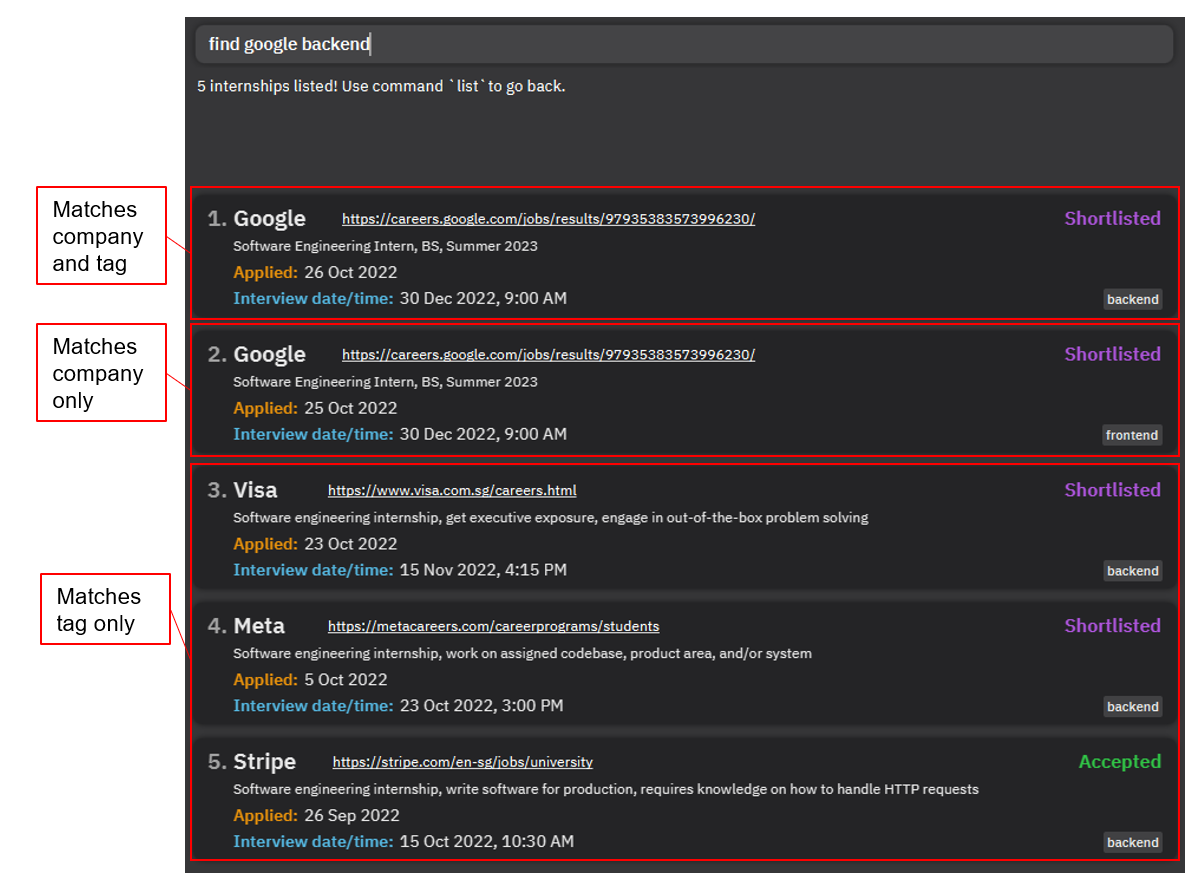 find google backend
5 internships listed! Use command `list` to go back.
Matches
company
and tag
1. Google https://careers.google.com/jobs/results/97935383573996230/ Shortlisted
Software Engineering Intern, BS, Summer 2023
Applied: 26 Oct 2022
Interview date/time: 30 Dec 2022, 9:00 AM backend
Matches
company
only
2. Google https://careers.google.com/jobs/results/97935383573996230/ Shortlisted
Software Engineering Intern, BS, Summer 2023
Applied: 25 Oct 2022
Interview date/time: 30 Dec 2022, 9:00 AM frontend
3. Visa https://www.visa.com.sg/careers.html Shortlisted
Software engineering internship, get executive exposure, engage in out-of-the-box problem solving
Applied: 23 Oct 2022
Interview date/time: 15 Nov 2022, 4:15 PM backend
Matches
tag only
4. Meta https://metacareers.com/careerprograms/students Shortlisted
Software engineering internship, work on assigned codebase, product area, and/or system
Applied: 5 Oct 2022
Interview date/time: 23 Oct 2022, 3:00 PM backend
5. Stripe https://stripe.com/en-sg/jobs/university Accepted
Software engineering internship, write software for production, requires knowledge on how to handle HTTP requests
Applied: 26 Sep 2022
Interview date/time: 15 Oct 2022, 10:30 AM backend